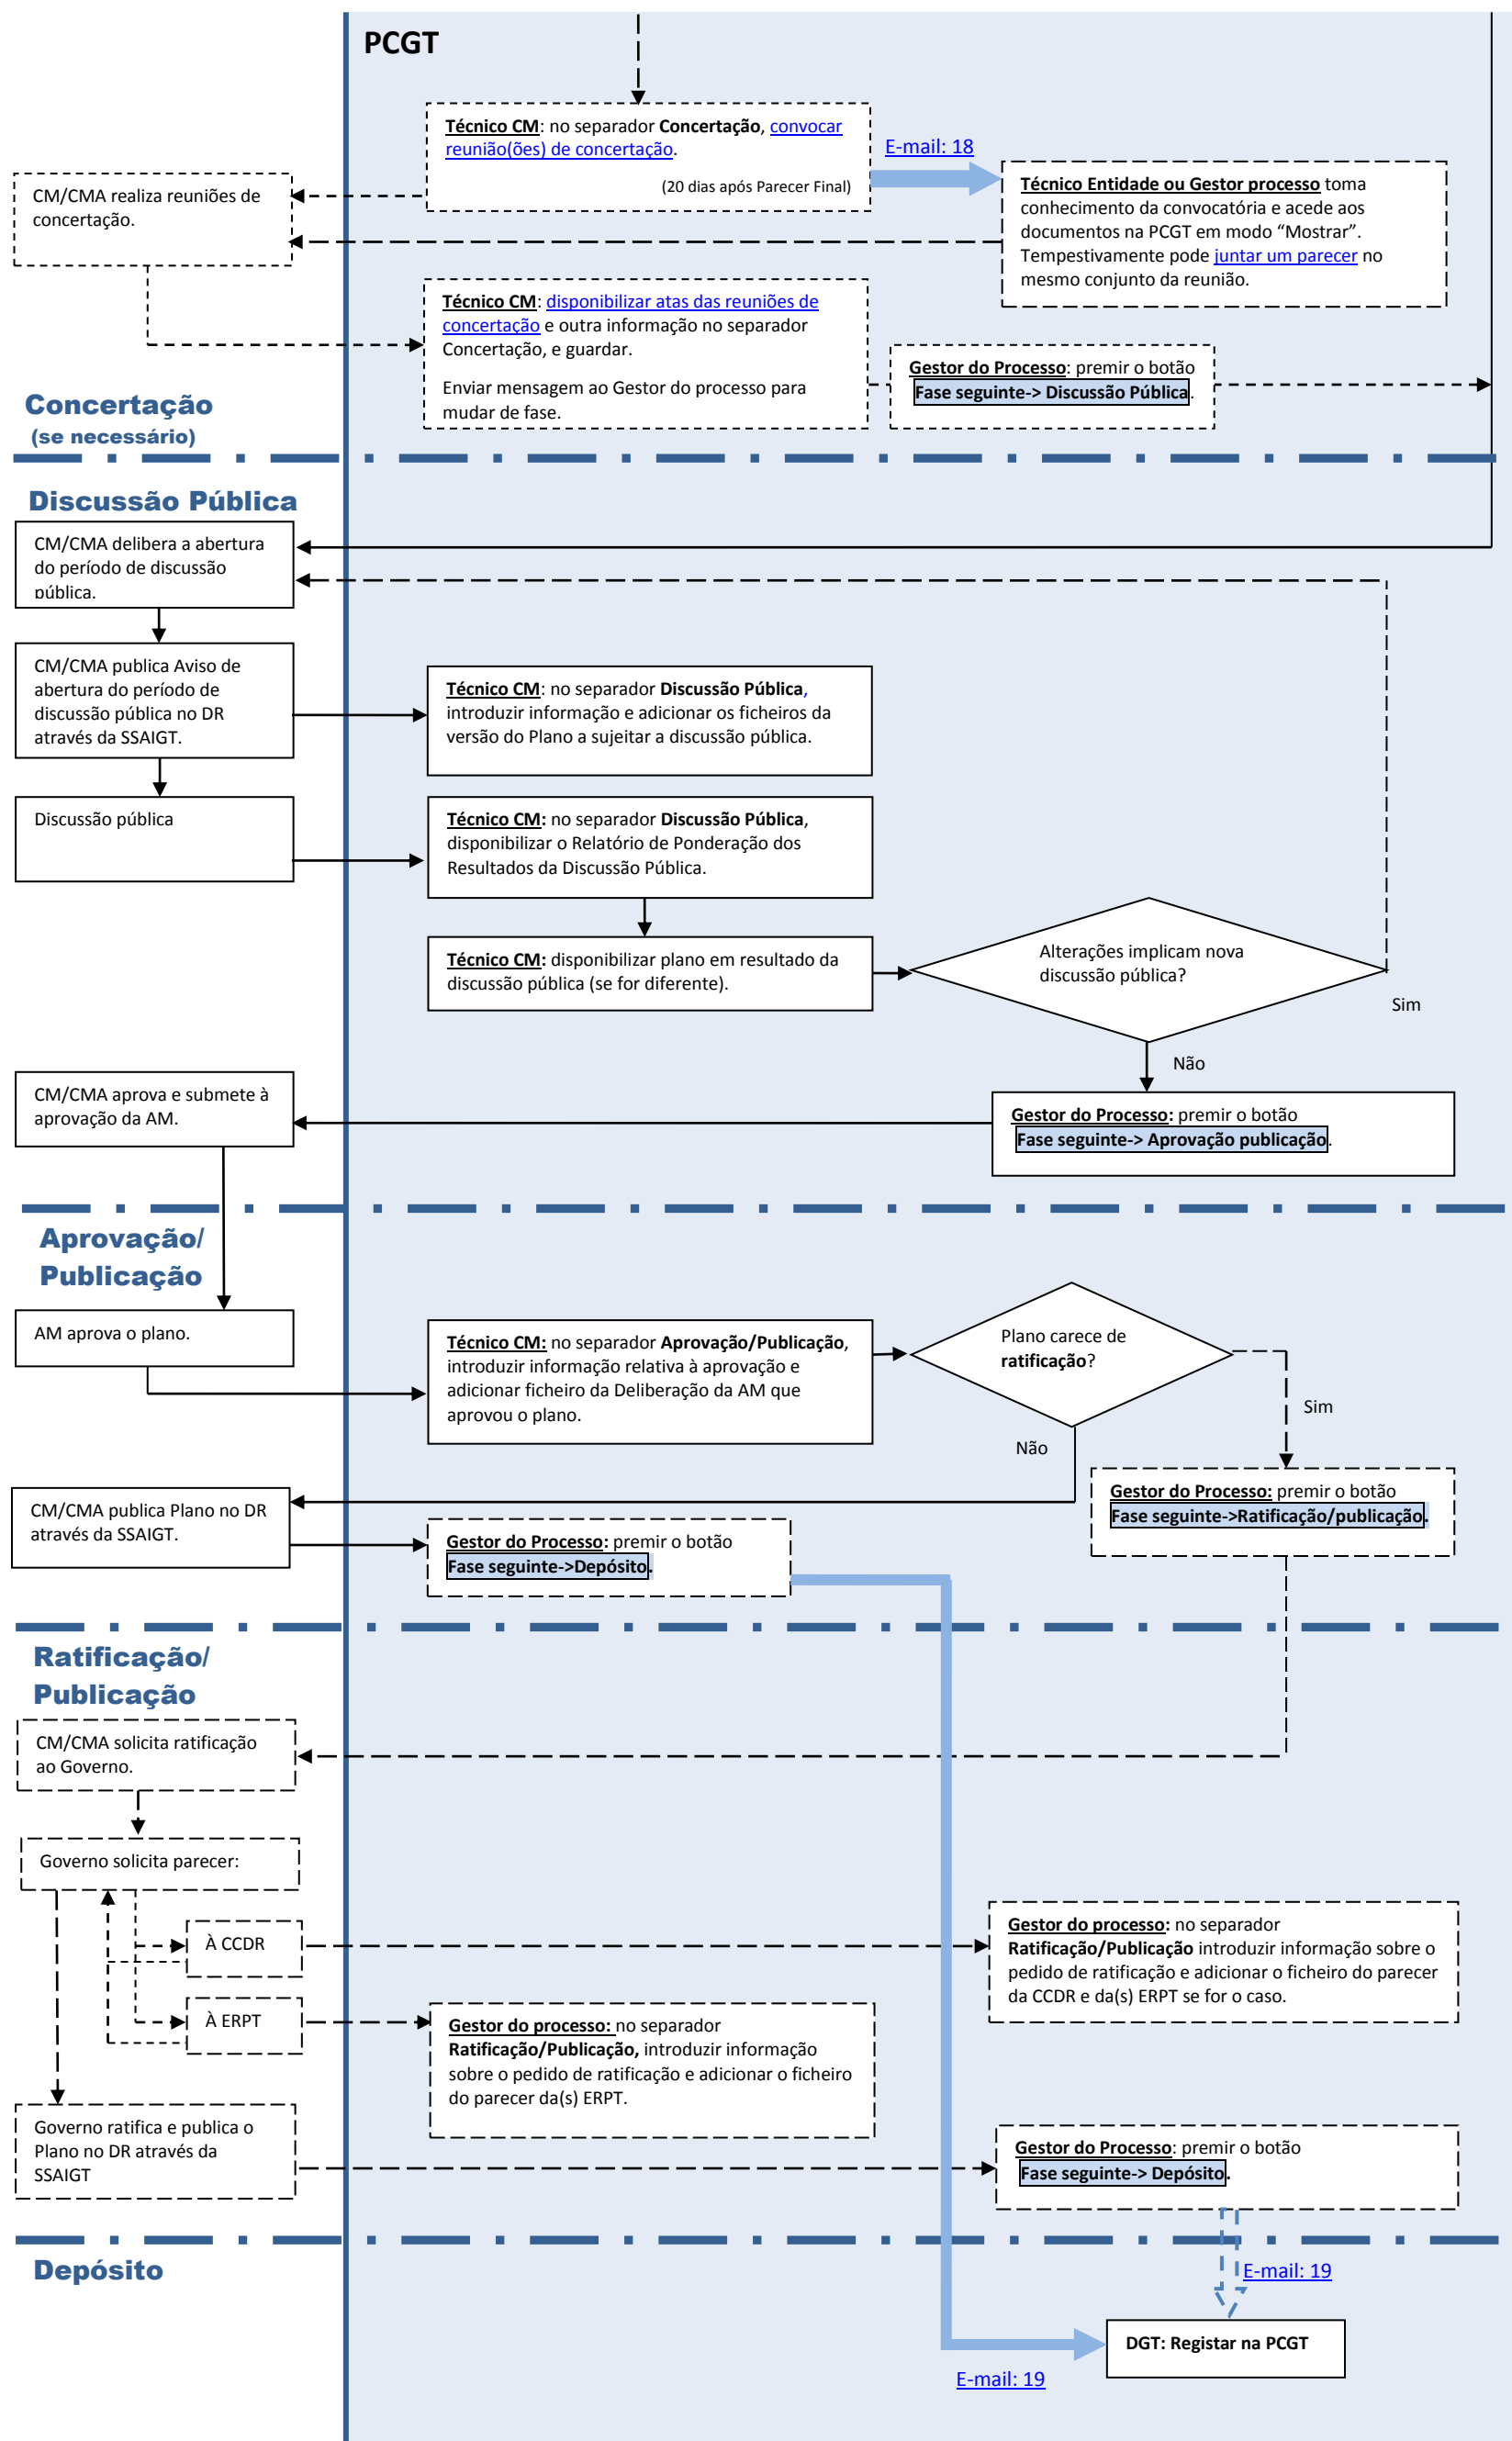 PCGT
Técnico CM: no separador Concertação, convocar
reunião(ões) de concertação.
(20 dias após Parecer Final)
E-mail: 18
CM/CMA realiza reuniões de
concertação.
Técnico Entidade ou Gestor processo toma
conhecimento da convocatória e acede aos
documentos na PCGT em modo “Mostrar”.
Tempestivamente pode juntar um parecer no
mesmo conjunto da reunião.
Técnico CM: disponibilizar atas das reuniões de
concertação e outra informação no separador
Concertação, e guardar.
Enviar mensagem ao Gestor do processo para
mudar de fase.
Gestor do Processo: premir o botão
Fase seguinte-> Discussão Pública.
Concertação
(se necessário)
Discussão Pública
CM/CMA delibera a abertura
do período de discussão
pública.
CM/CMA publica Aviso de
abertura do período de
discussão pública no DR
através da SSAIGT.
Técnico CM: no separador Discussão Pública,
introduzir informação e adicionar os ficheiros da
versão do Plano a sujeitar a discussão pública.
Discussão pública
Técnico CM: no separador Discussão Pública,
disponibilizar o Relatório de Ponderação dos
Resultados da Discussão Pública.
Técnico CM: disponibilizar plano em resultado da
discussão pública (se for diferente).
Alterações implicam nova
discussão pública?
Sim
Não
CM/CMA aprova e submete à
aprovação da AM.
Gestor do Processo: premir o botão
Fase seguinte-> Aprovação publicação.
Aprovação/
Publicação
AM aprova o plano.
Técnico CM: no separador Aprovação/Publicação,
introduzir informação relativa à aprovação e
adicionar ficheiro da Deliberação da AM que
aprovou o plano.
Plano carece de
ratificação?
Sim
Não
CM/CMA publica Plano no DR
através da SSAIGT.
Gestor do Processo: premir o botão
Fase seguinte->Ratificação/publicação.
Gestor do Processo: premir o botão
Fase seguinte->Depósito.
Ratificação/
Publicação
CM/CMA solicita ratificação
ao Governo.
Governo solicita parecer:
À CCDR
Gestor do processo: no separador
Ratificação/Publicação introduzir informação sobre o
pedido de ratificação e adicionar o ficheiro do parecer
da CCDR e da(s) ERPT se for o caso.
À ERPT
Gestor do processo: no separador
Ratificação/Publicação, introduzir informação
sobre o pedido de ratificação e adicionar o ficheiro
do parecer da(s) ERPT.
Governo ratifica e publica o
Plano no DR através da
SSAIGT
Gestor do Processo: premir o botão
Fase seguinte-> Depósito.
Depósito
E-mail: 19
DGT: Registar na PCGT
E-mail: 19